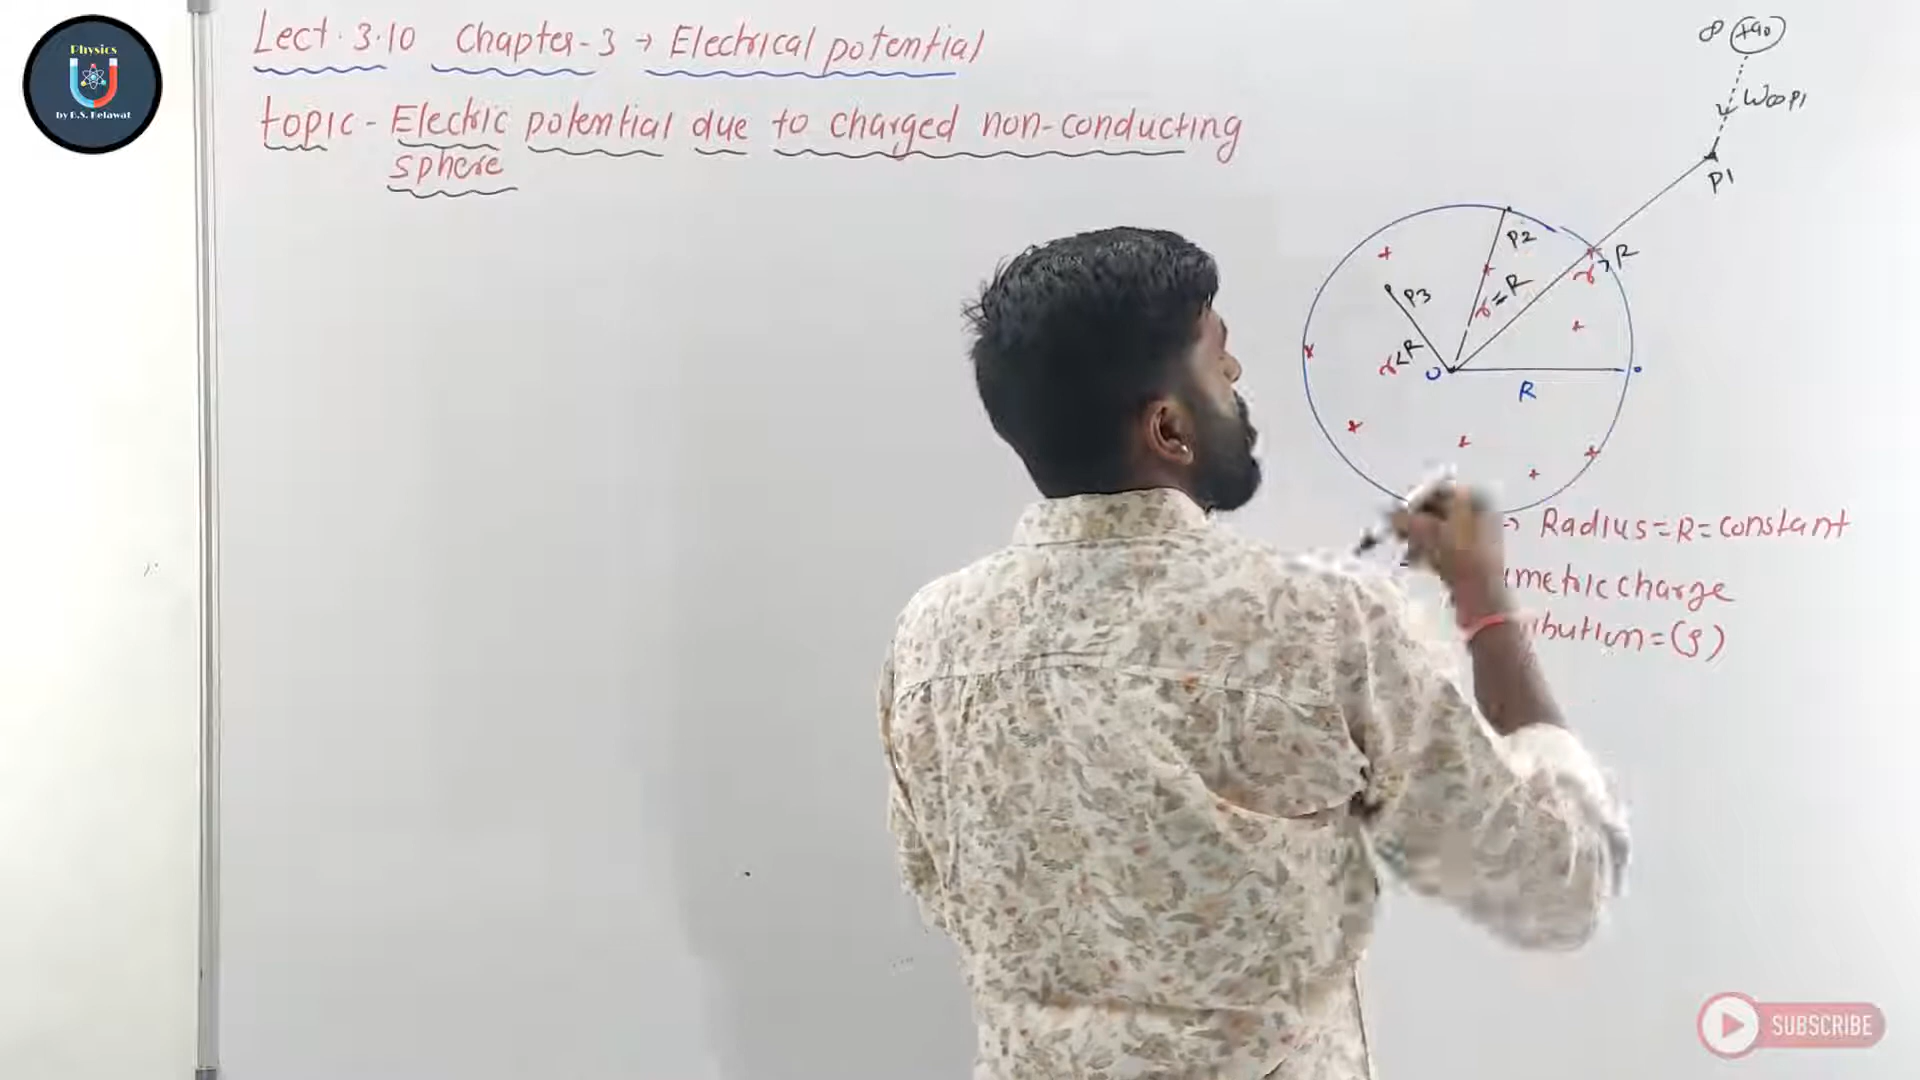 Physics
by B.S. Belawat
Lect. 3.10 Chapter-3 → Electrical potential
topic - Electric potential due to charged non-conducting
sphere
∞ +q0
W∞P1
P1
P2
r > R
r = R
P3
r < R
O
R
→ Radius = R = constant
metric charge
ibution = (ρ)
SUBSCRIBE